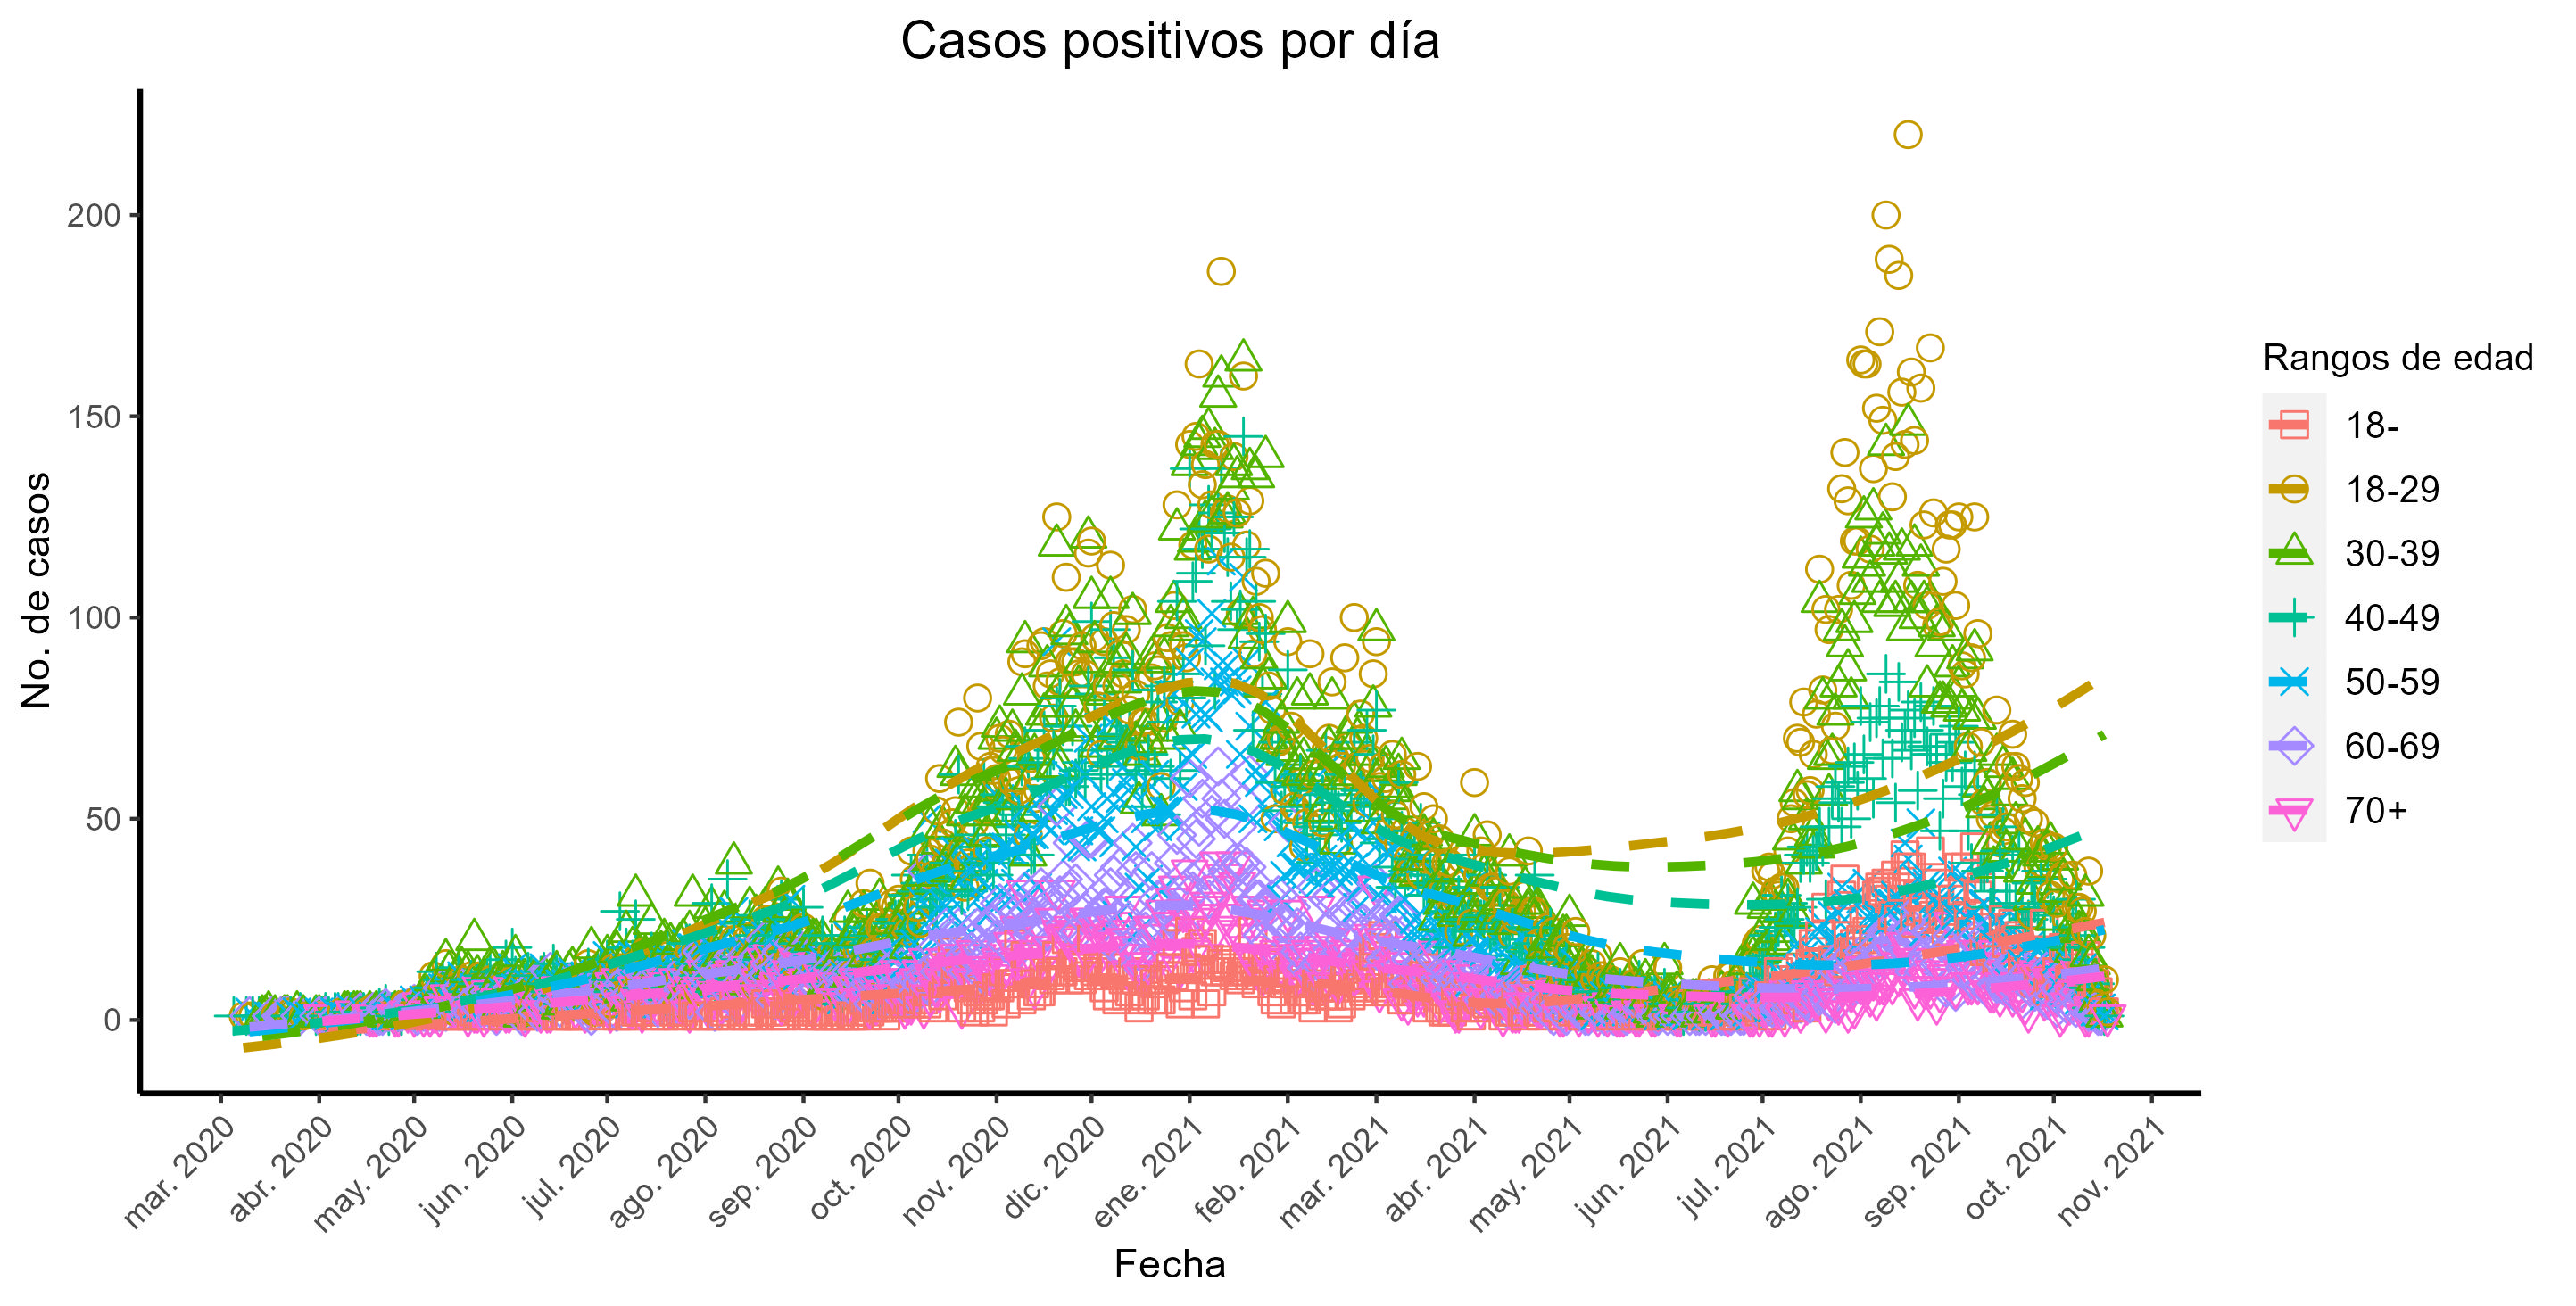 Casos positivos por día
No. de casos
200
150
100
50
0
mar. 2020
abr. 2020
may. 2020
jun. 2020
jul. 2020
ago. 2020
sep. 2020
oct. 2020
nov. 2020
dic. 2020
ene. 2021
feb. 2021
mar. 2021
abr. 2021
may. 2021
jun. 2021
jul. 2021
ago. 2021
sep. 2021
oct. 2021
nov. 2021
Fecha
Rangos de edad
18-
18-29
30-39
40-49
50-59
60-69
70+